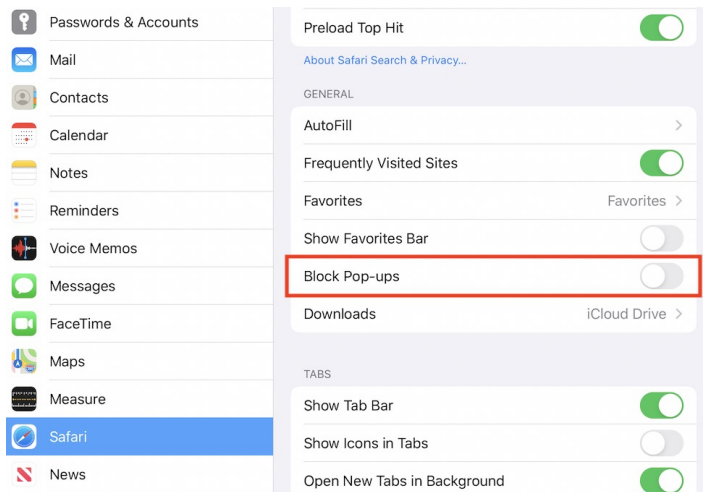 Passwords & Accounts
Mail
Contacts
Calendar
Notes
Reminders
Voice Memos
Messages
FaceTime
Maps
Measure
Safari
News
Preload Top Hit
About Safari Search & Privacy...
GENERAL
AutoFill
Frequently Visited Sites
Favorites Favorites
Show Favorites Bar
Block Pop-ups
Downloads iCloud Drive
TABS
Show Tab Bar
Show Icons in Tabs
Open New Tabs in Background